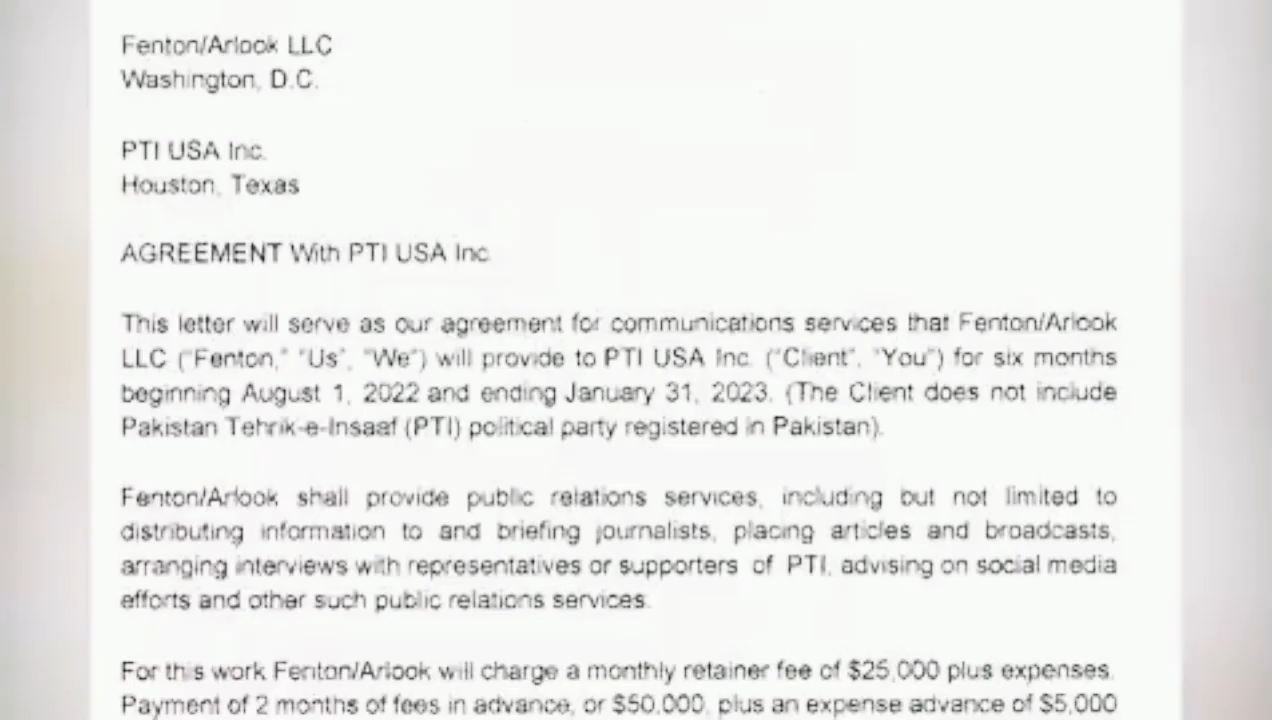 Fenton/Arlook LLC
Washington, D.C.
PTI USA Inc.
Houston, Texas
AGREEMENT With PTI USA Inc.
This letter will serve as our agreement for communications services that Fenton/Arlook
LLC ("Fenton," "Us", "We") will provide to PTI USA Inc. ("Client", "You") for six months
beginning August 1, 2022 and ending January 31, 2023. (The Client does not include
Pakistan Tehrik-e-Insaaf (PTI) political party registered in Pakistan).
Fenton/Arlook shall provide public relations services, including but not limited to
distributing information to and briefing journalists, placing articles and broadcasts,
arranging interviews with representatives or supporters of PTI, advising on social media
efforts and other such public relations services.
For this work Fenton/Arlook will charge a monthly retainer fee of $25,000 plus expenses.
Payment of 2 months of fees in advance, or $50,000, plus an expense advance of $5,000